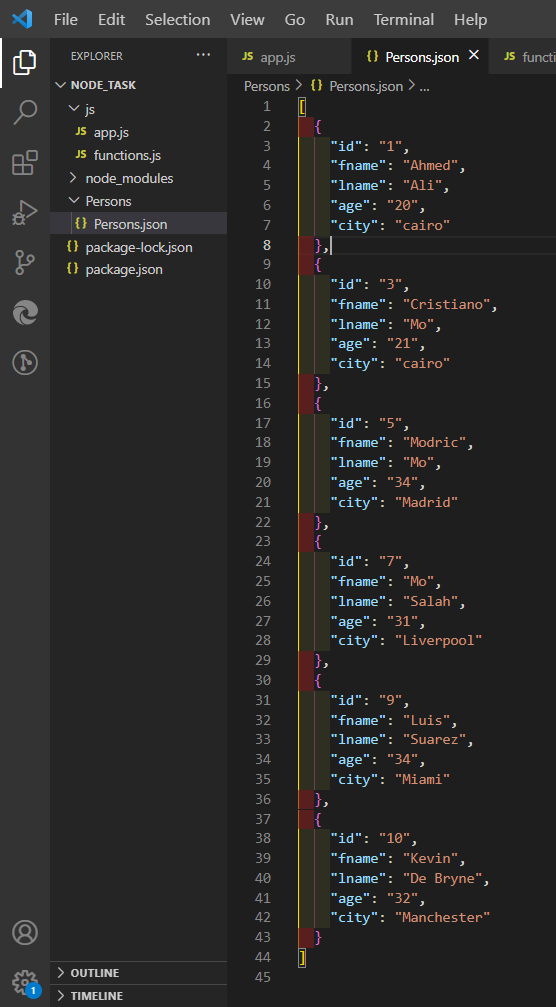 File Edit Selection View Go Run Terminal Help
EXPLORER ...
JS app.js {} Persons.json × JS functi
NODE_TASK
js
JS app.js
JS functions.js
node_modules
Persons
{} Persons.json
{} package-lock.json
{} package.json
OUTLINE
TIMELINE
1
Persons > {} Persons.json > ...
1 [
2 {
3 "id": "1",
4 "fname": "Ahmed",
5 "lname": "Ali",
6 "age": "20",
7 "city": "cairo"
8 },
9 {
10 "id": "3",
11 "fname": "Cristiano",
12 "lname": "Mo",
13 "age": "21",
14 "city": "cairo"
15 },
16 {
17 "id": "5",
18 "fname": "Modric",
19 "lname": "Mo",
20 "age": "34",
21 "city": "Madrid"
22 },
23 {
24 "id": "7",
25 "fname": "Mo",
26 "lname": "Salah",
27 "age": "31",
28 "city": "Liverpool"
29 },
30 {
31 "id": "9",
32 "fname": "Luis",
33 "lname": "Suarez",
34 "age": "34",
35 "city": "Miami"
36 },
37 {
38 "id": "10",
39 "fname": "Kevin",
40 "lname": "De Bryne",
41 "age": "32",
42 "city": "Manchester"
43 }
44 ]
45